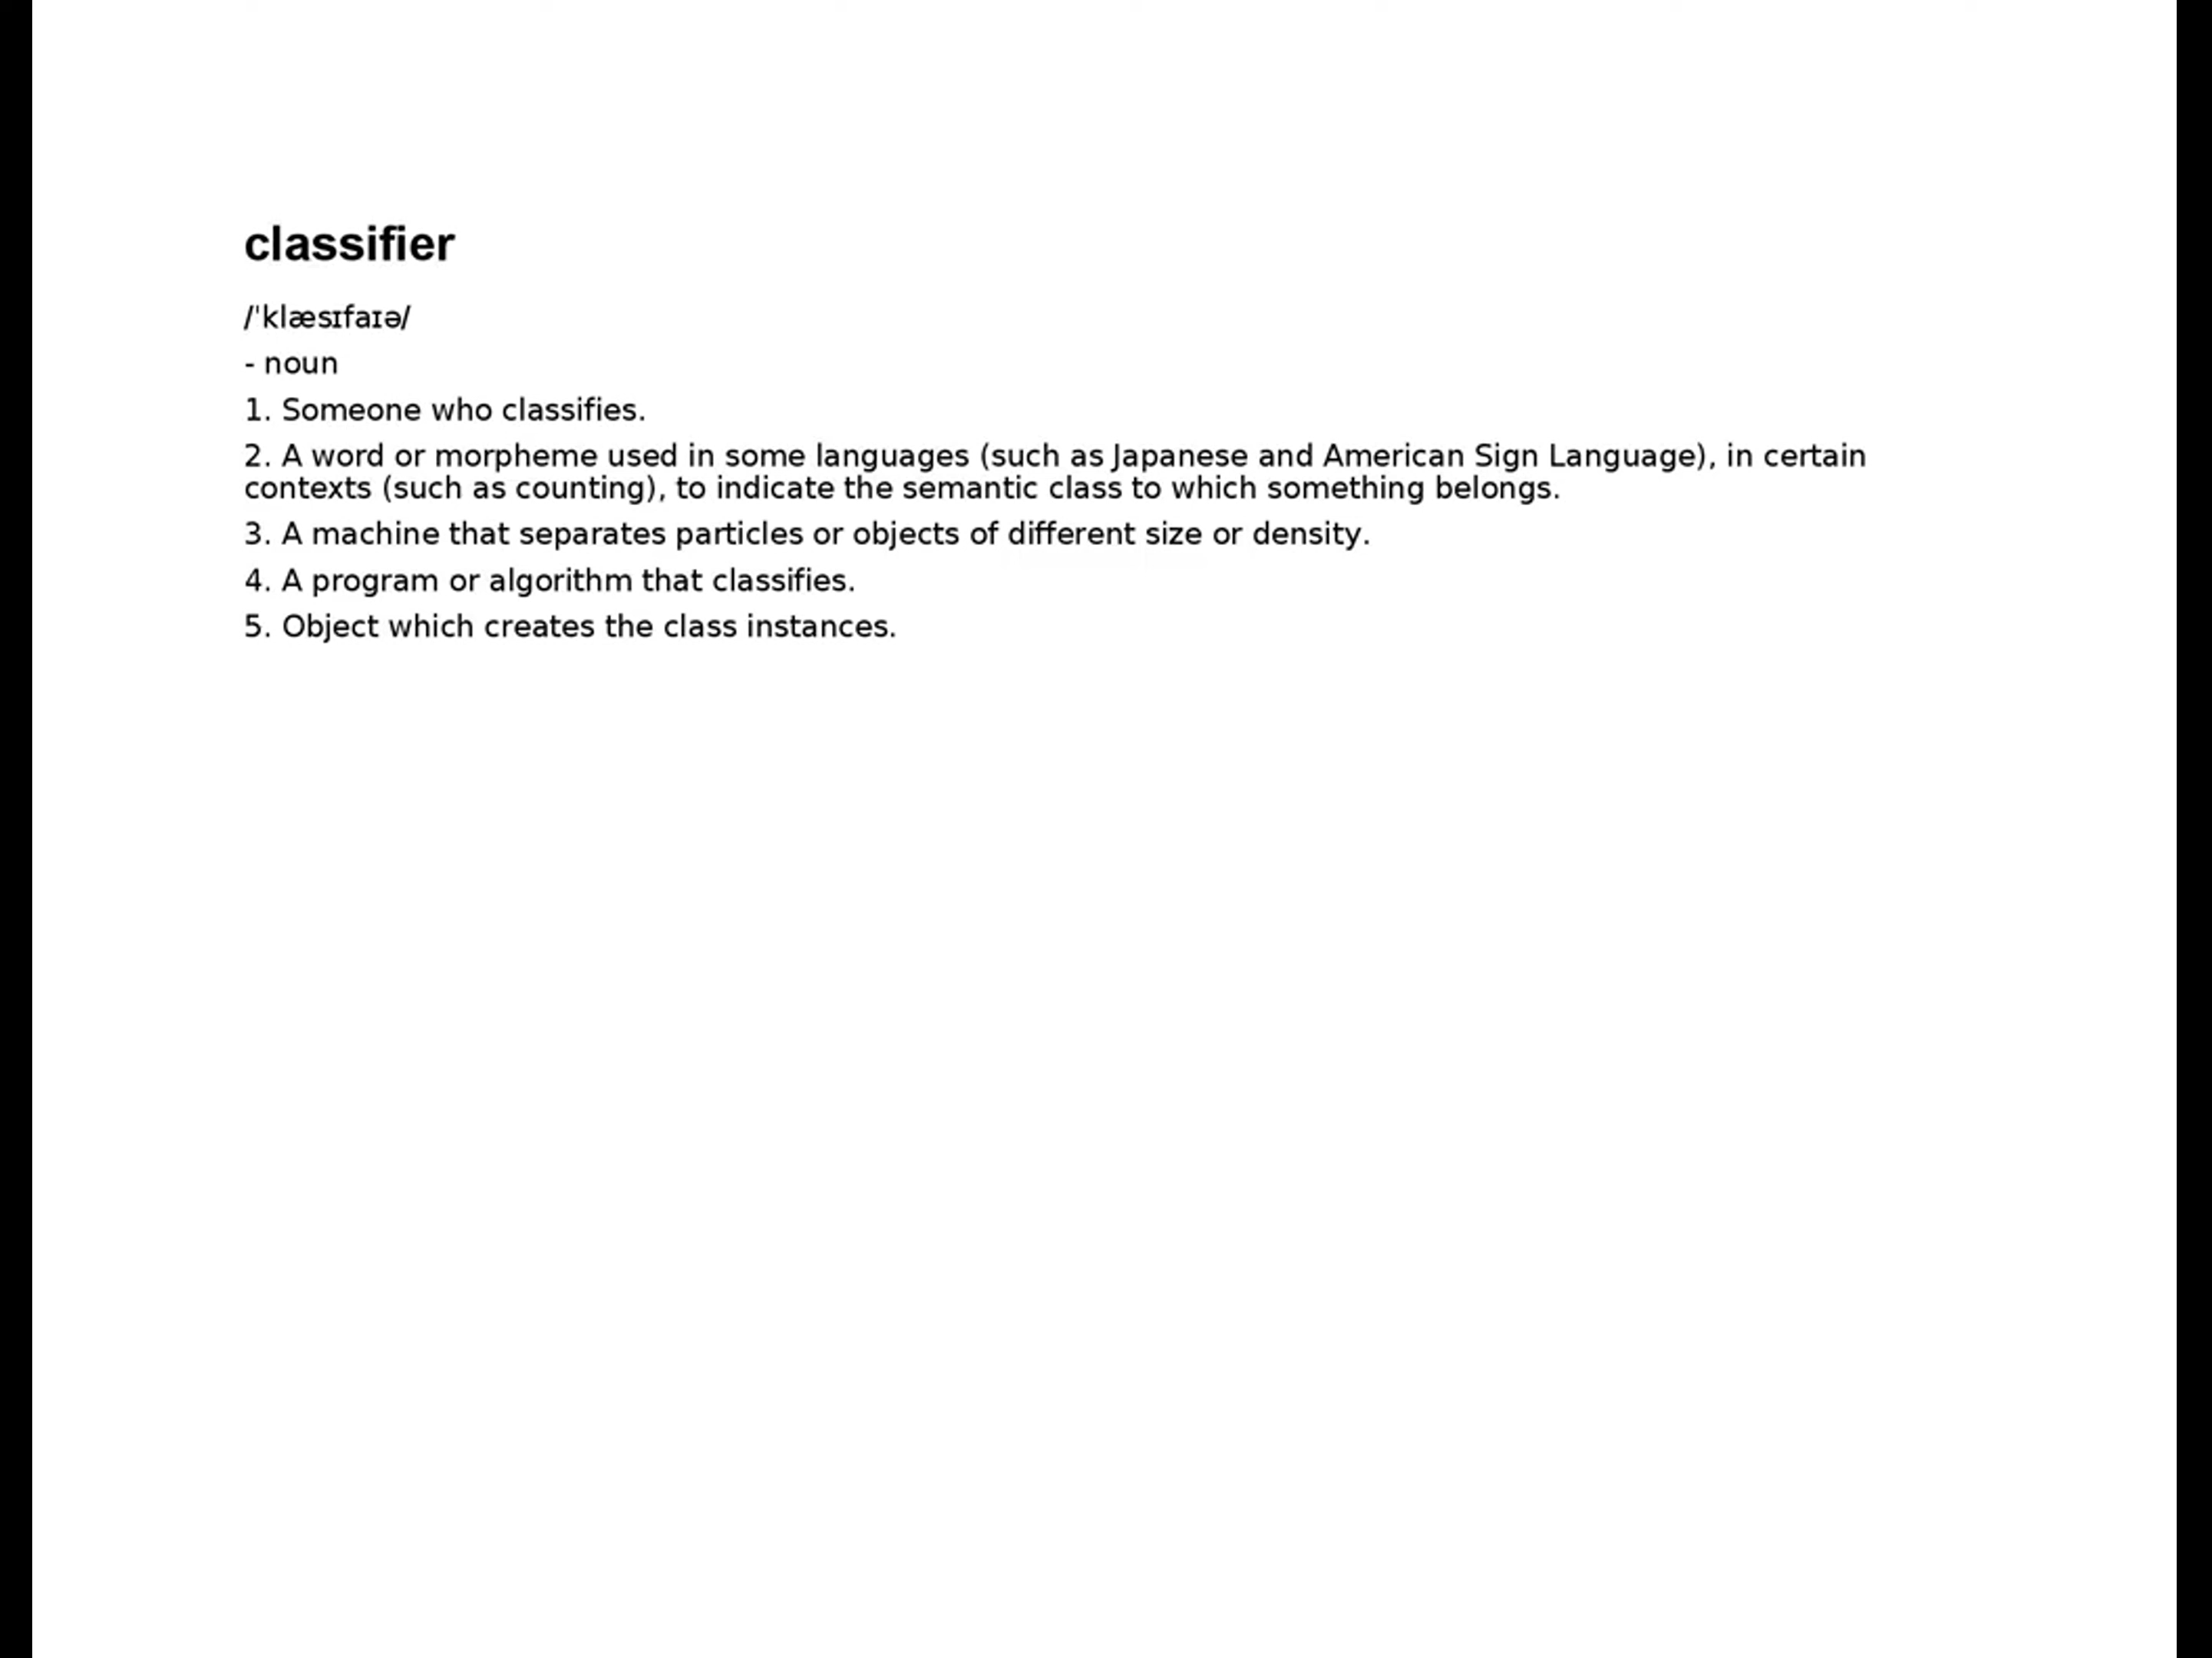 classifier
/ˈklæsɪfaɪə/
- noun
1. Someone who classifies.
2. A word or morpheme used in some languages (such as Japanese and American Sign Language), in certain
contexts (such as counting), to indicate the semantic class to which something belongs.
3. A machine that separates particles or objects of different size or density.
4. A program or algorithm that classifies.
5. Object which creates the class instances.